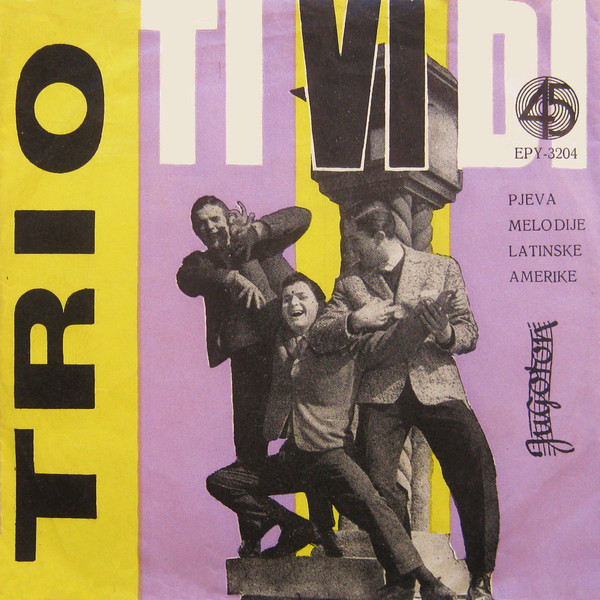 TRIO
TI VI DI
45
EPY-3204
PJEVA
MELODIJE
LATINSKE
AMERIKE
Jugoton